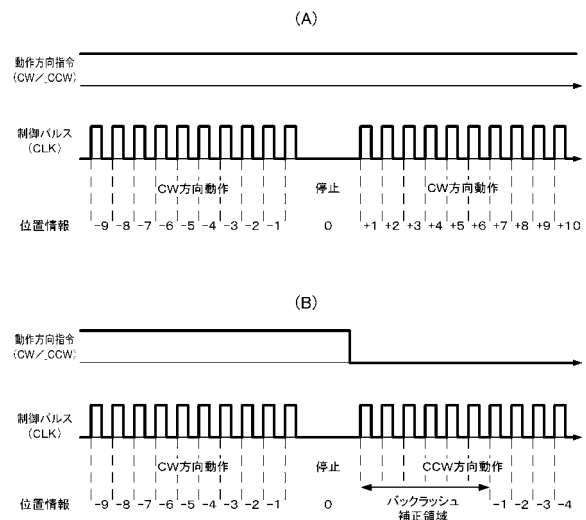 (A)
動作方向指令
(CW/_CCW)
制御パルス
(CLK)
CW方向動作 停止 CW方向動作
位置情報 -9 -8 -7 -6 -5 -4 -3 -2 -1 0 +1 +2 +3 +4 +5 +6 +7 +8 +9 +10
(B)
動作方向指令
(CW/_CCW)
制御パルス
(CLK)
CW方向動作 停止 CCW方向動作
位置情報 -9 -8 -7 -6 -5 -4 -3 -2 -1 0 バックラッシュ -1 -2 -3 -4
補正領域